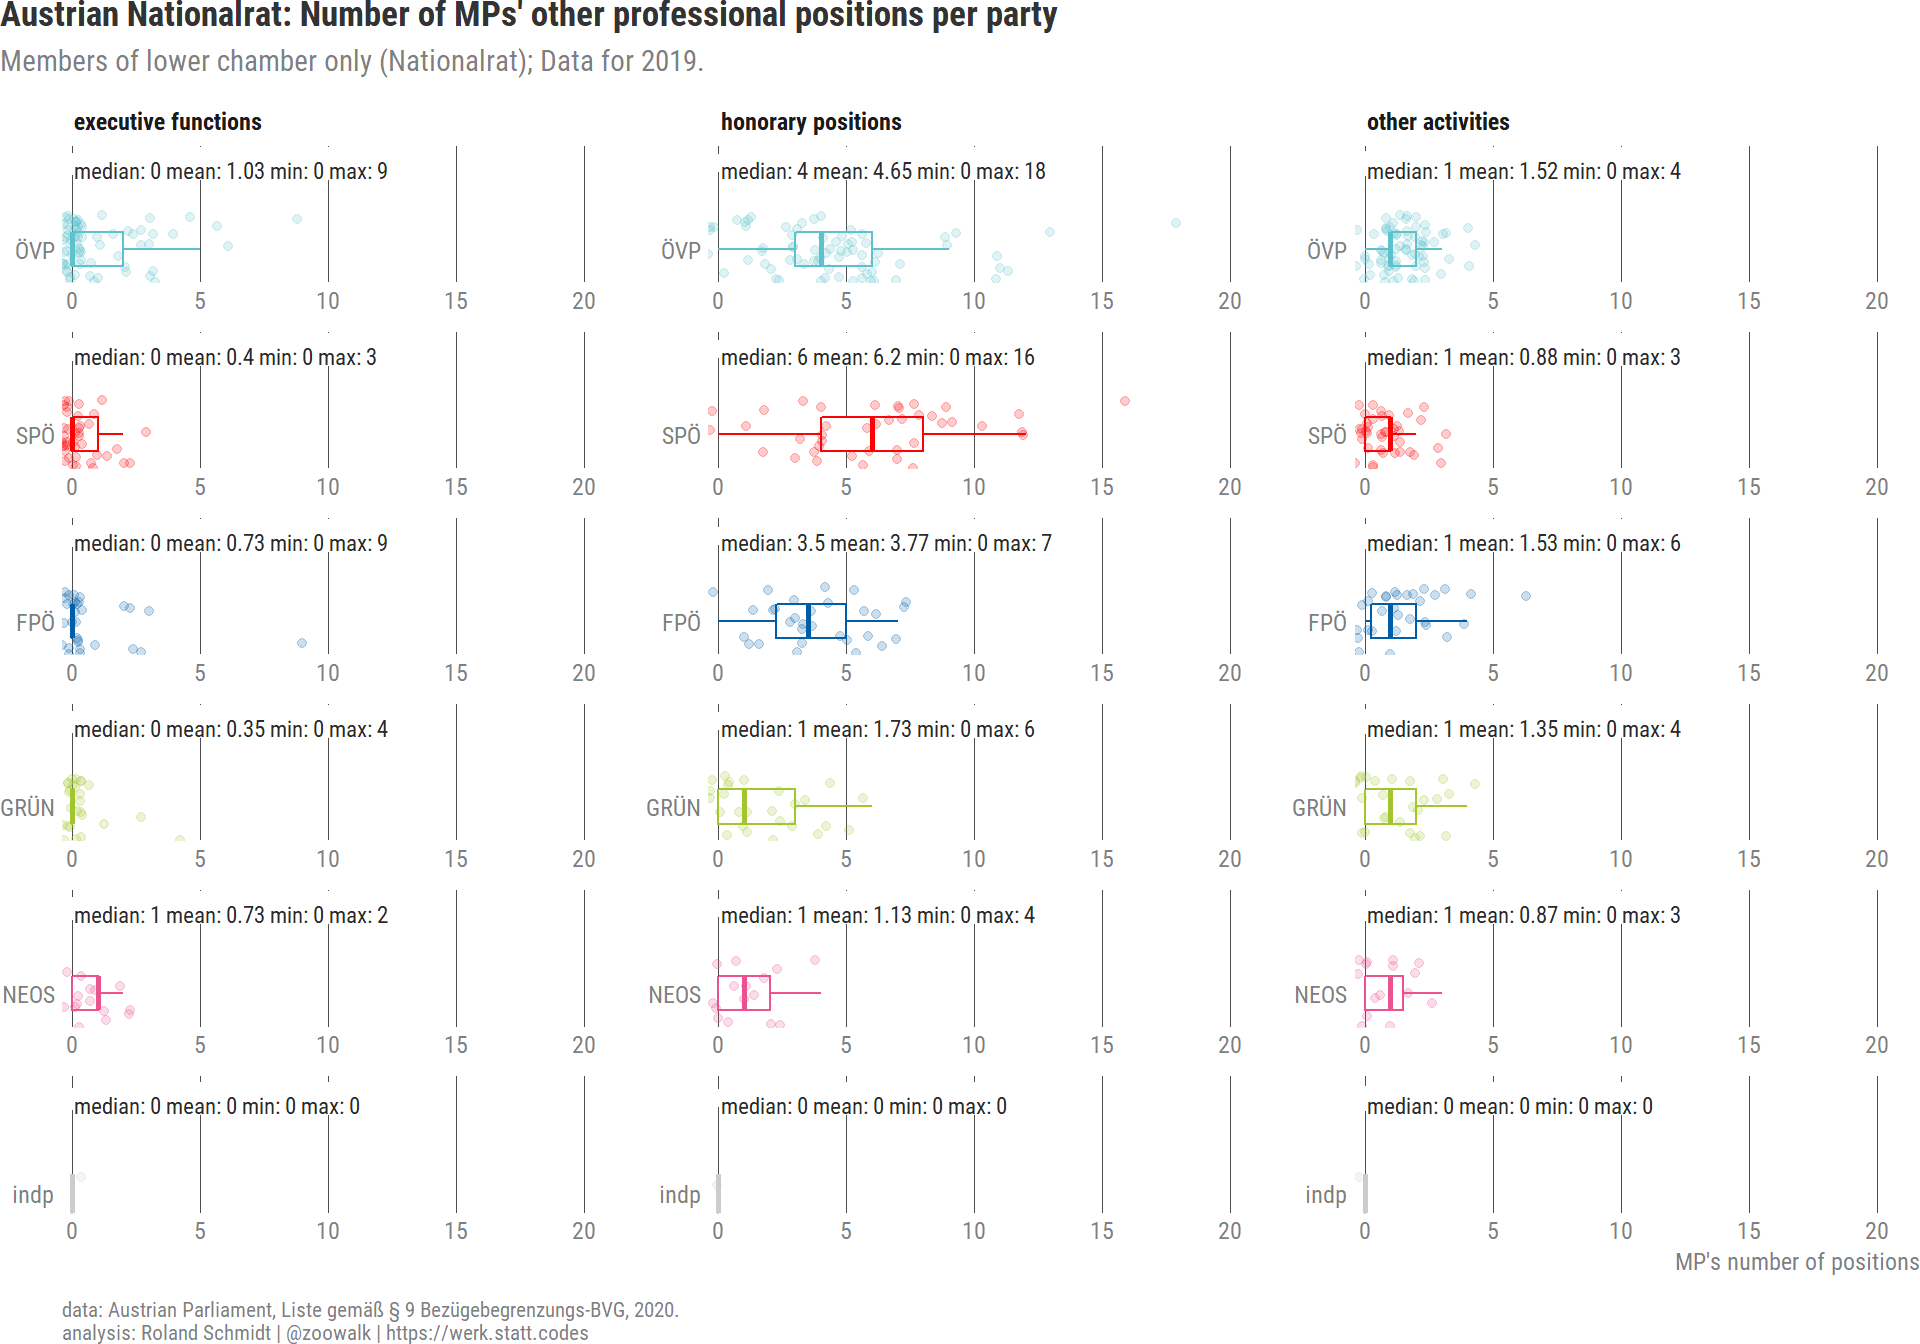 Austrian Nationalrat: Number of MPs' other professional positions per party
Members of lower chamber only (Nationalrat); Data for 2019.
executive functions honorary positions other activities
median: 0 mean: 1.03 min: 0 max: 9 median: 4 mean: 4.65 min: 0 max: 18 median: 1 mean: 1.52 min: 0 max: 4
ÖVP ÖVP ÖVP
0 5 10 15 20 0 5 10 15 20 0 5 10 15 20
median: 0 mean: 0.4 min: 0 max: 3 median: 6 mean: 6.2 min: 0 max: 16 median: 1 mean: 0.88 min: 0 max: 3
SPÖ SPÖ SPÖ
0 5 10 15 20 0 5 10 15 20 0 5 10 15 20
median: 0 mean: 0.73 min: 0 max: 9 median: 3.5 mean: 3.77 min: 0 max: 7 median: 1 mean: 1.53 min: 0 max: 6
FPÖ FPÖ FPÖ
0 5 10 15 20 0 5 10 15 20 0 5 10 15 20
median: 0 mean: 0.35 min: 0 max: 4 median: 1 mean: 1.73 min: 0 max: 6 median: 1 mean: 1.35 min: 0 max: 4
GRÜN GRÜN GRÜN
0 5 10 15 20 0 5 10 15 20 0 5 10 15 20
median: 1 mean: 0.73 min: 0 max: 2 median: 1 mean: 1.13 min: 0 max: 4 median: 1 mean: 0.87 min: 0 max: 3
NEOS NEOS NEOS
0 5 10 15 20 0 5 10 15 20 0 5 10 15 20
median: 0 mean: 0 min: 0 max: 0 median: 0 mean: 0 min: 0 max: 0 median: 0 mean: 0 min: 0 max: 0
indp indp indp
0 5 10 15 20 0 5 10 15 20 0 5 10 15 20
MP's number of positions
data: Austrian Parliament, Liste gemäß § 9 Bezügebegrenzungs-BVG, 2020.
analysis: Roland Schmidt | @zoowalk | https://werk.statt.codes